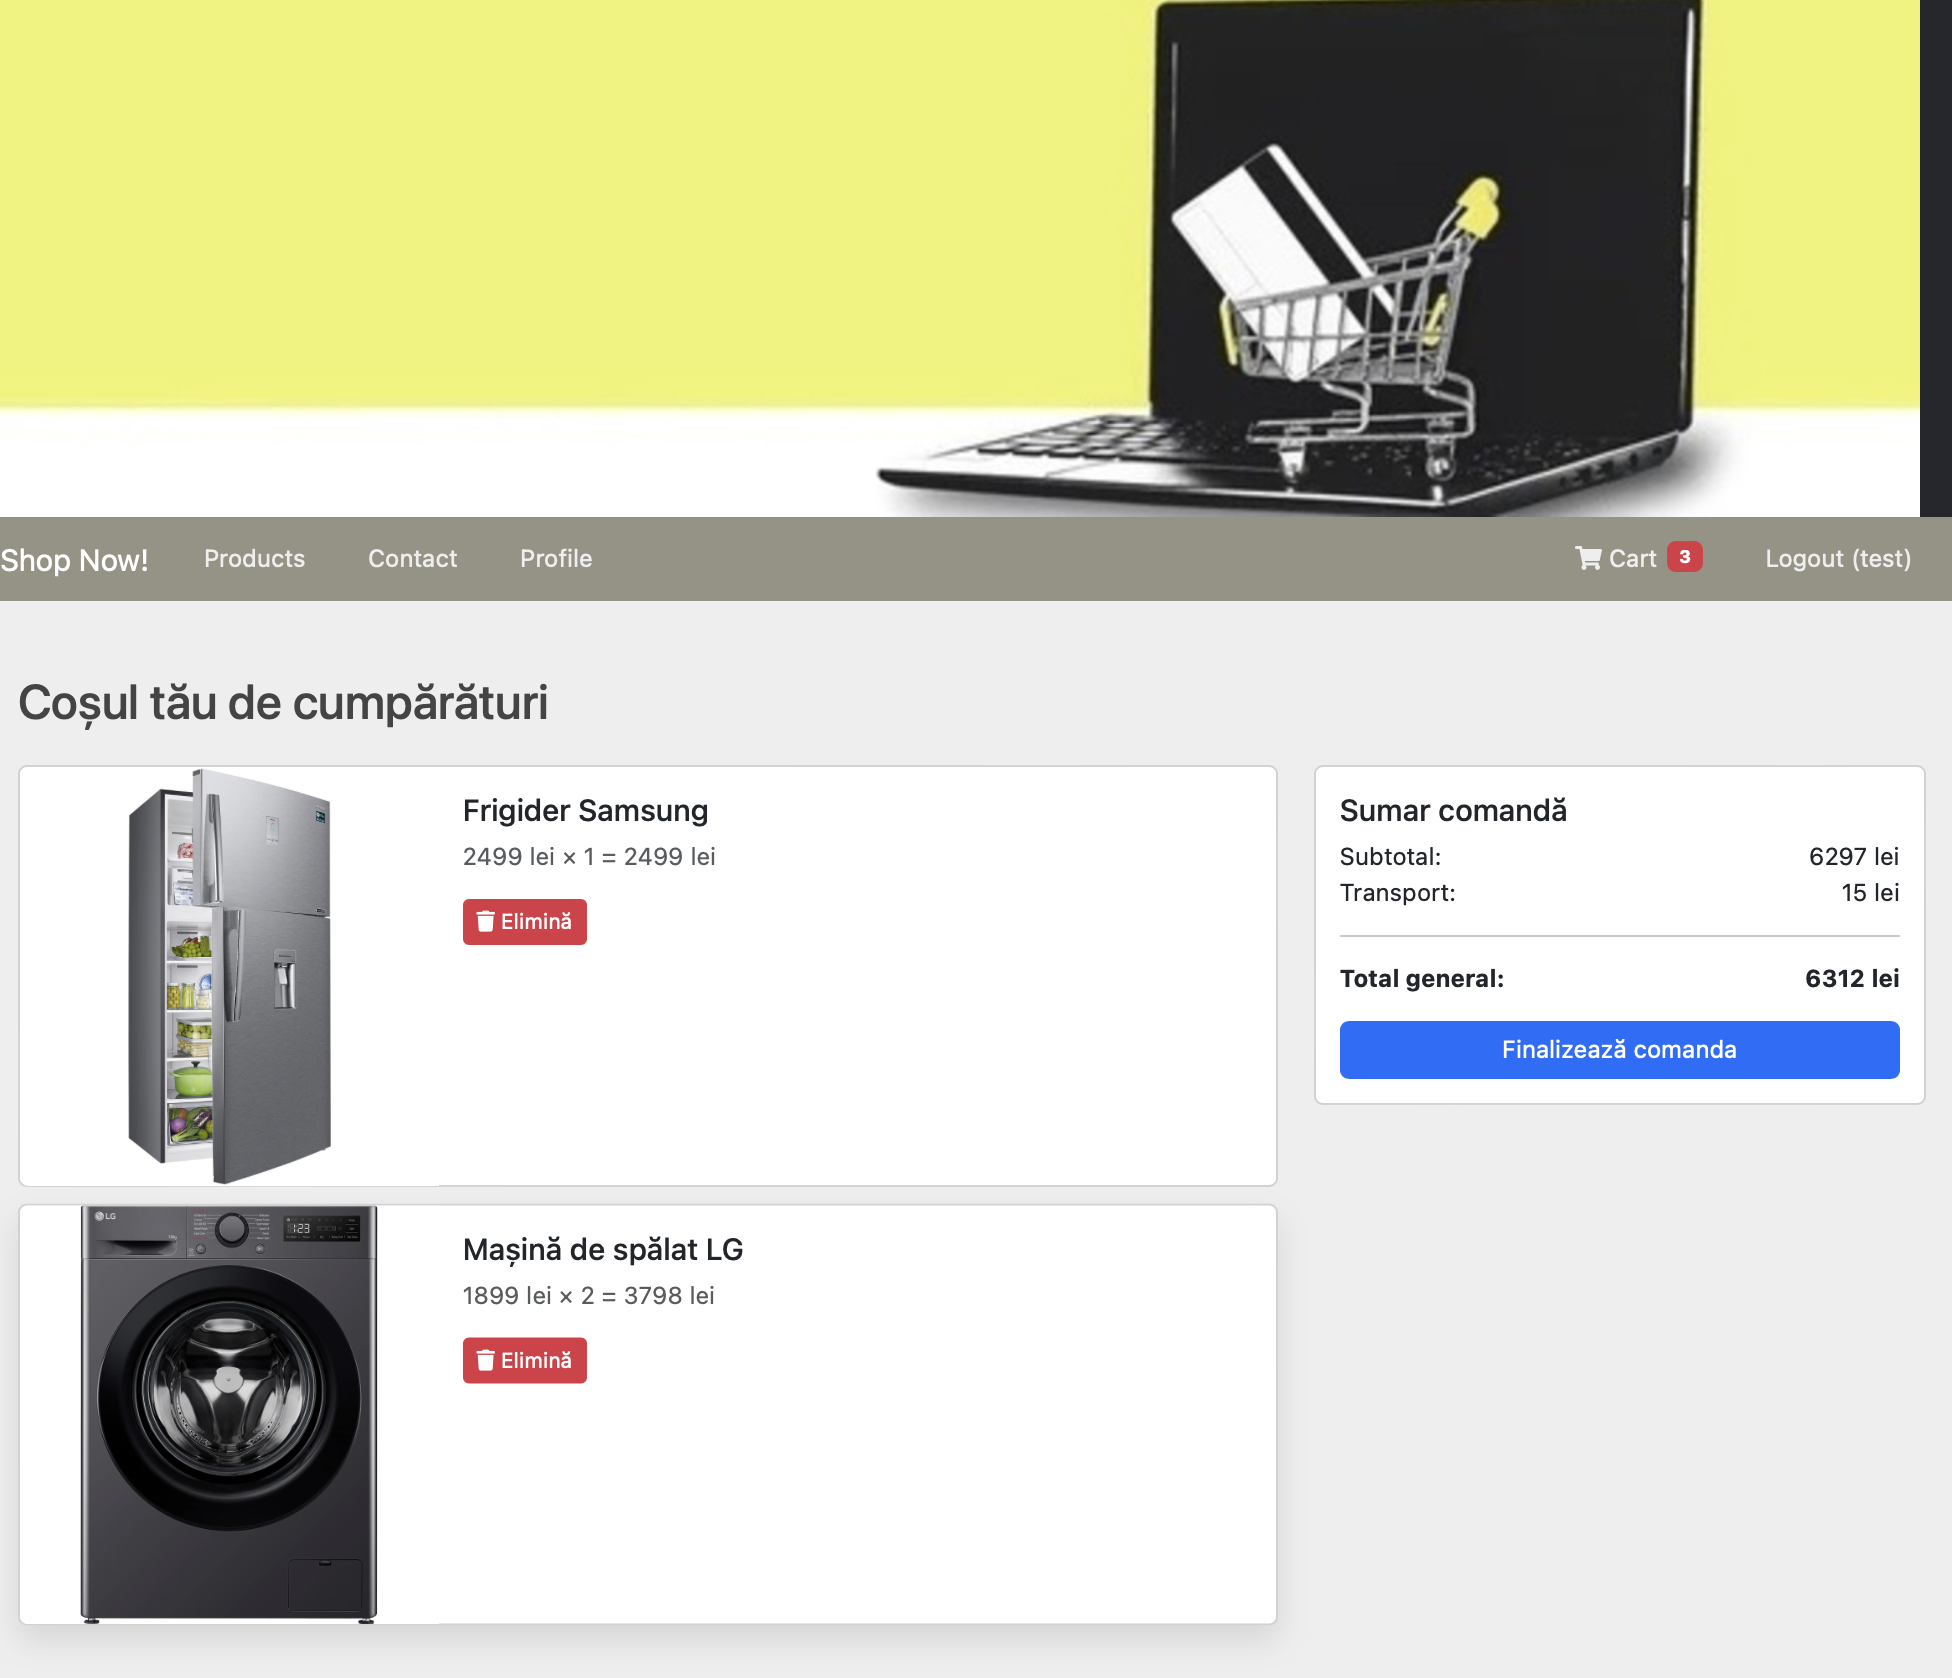 Shop Now! Products Contact Profile Cart 3 Logout (test)
Coșul tău de cumpărături
Frigider Samsung
2499 lei × 1 = 2499 lei
Elimină
Mașină de spălat LG
1899 lei × 2 = 3798 lei
Elimină
LG
123
Sumar comandă
Subtotal: 6297 lei
Transport: 15 lei
Total general: 6312 lei
Finalizează comanda